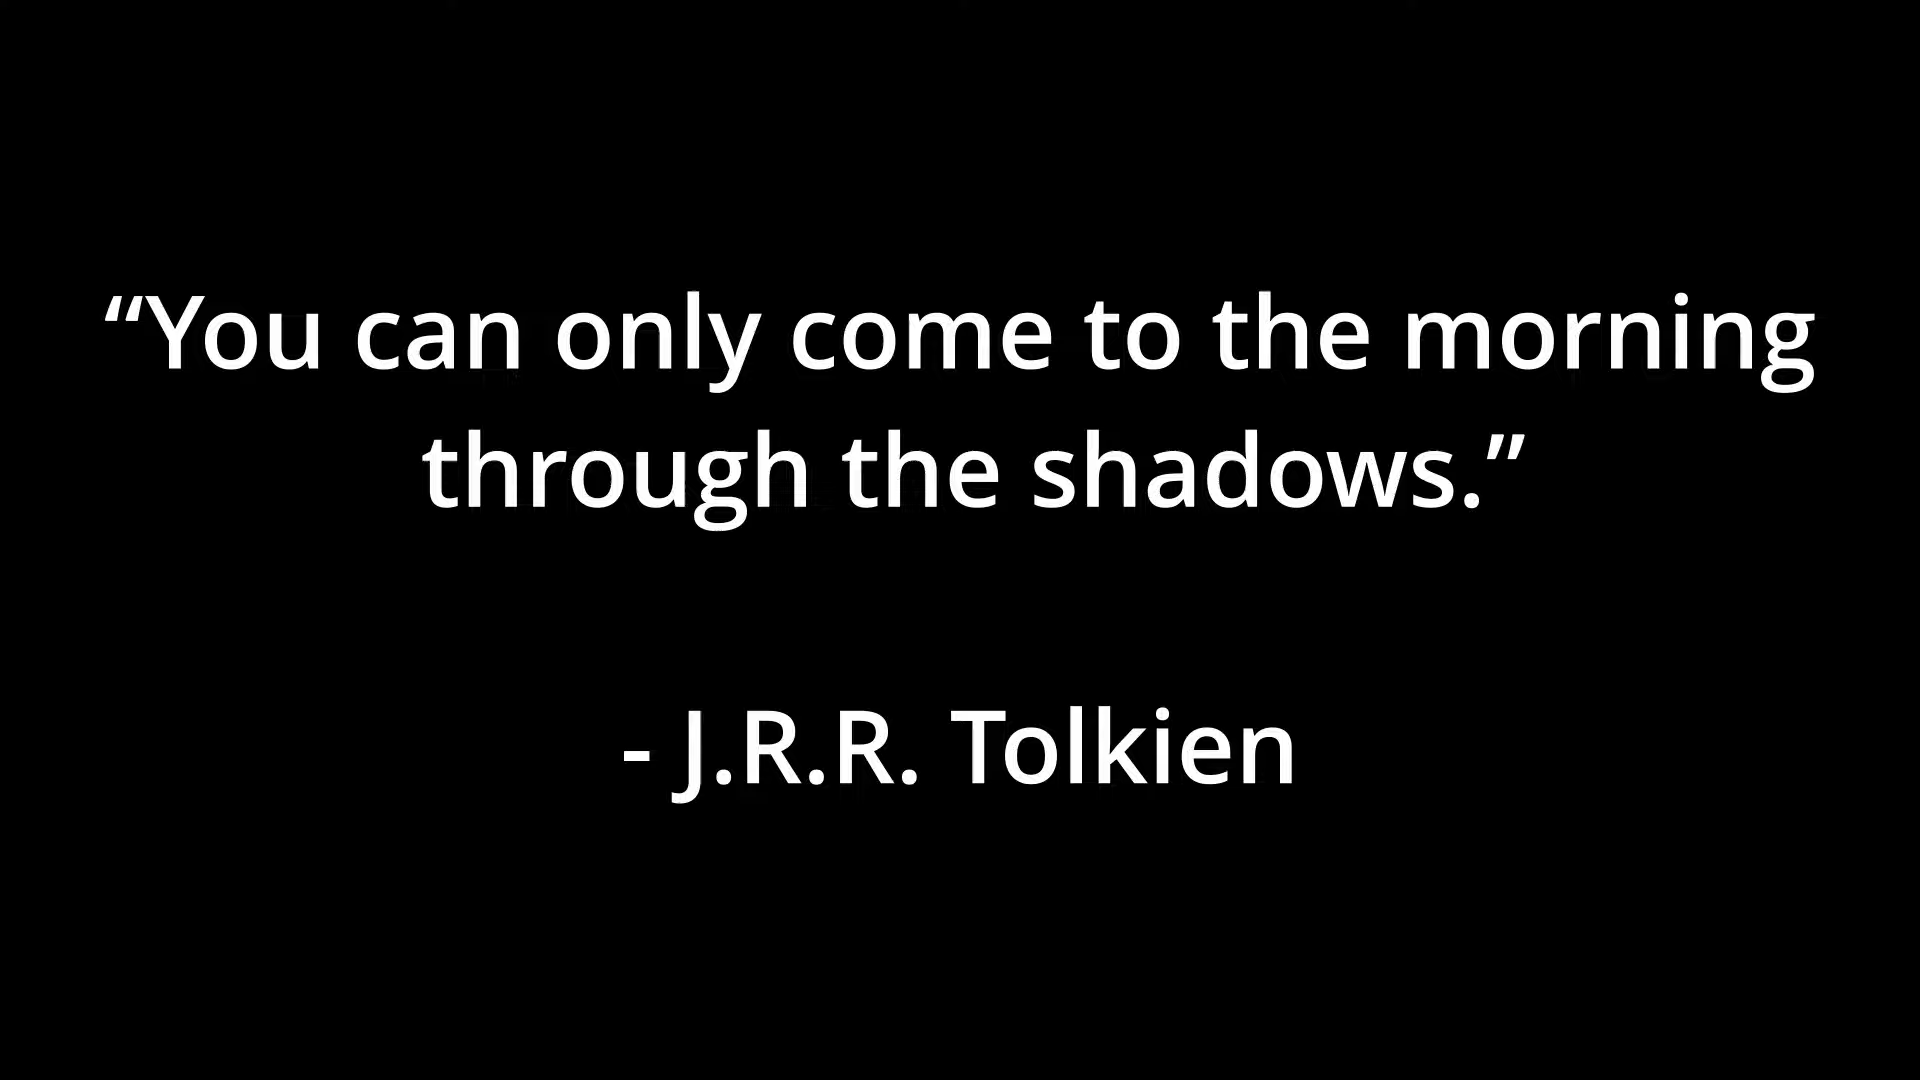 “You can only come to the morning
through the shadows.”
- J.R.R. Tolkien